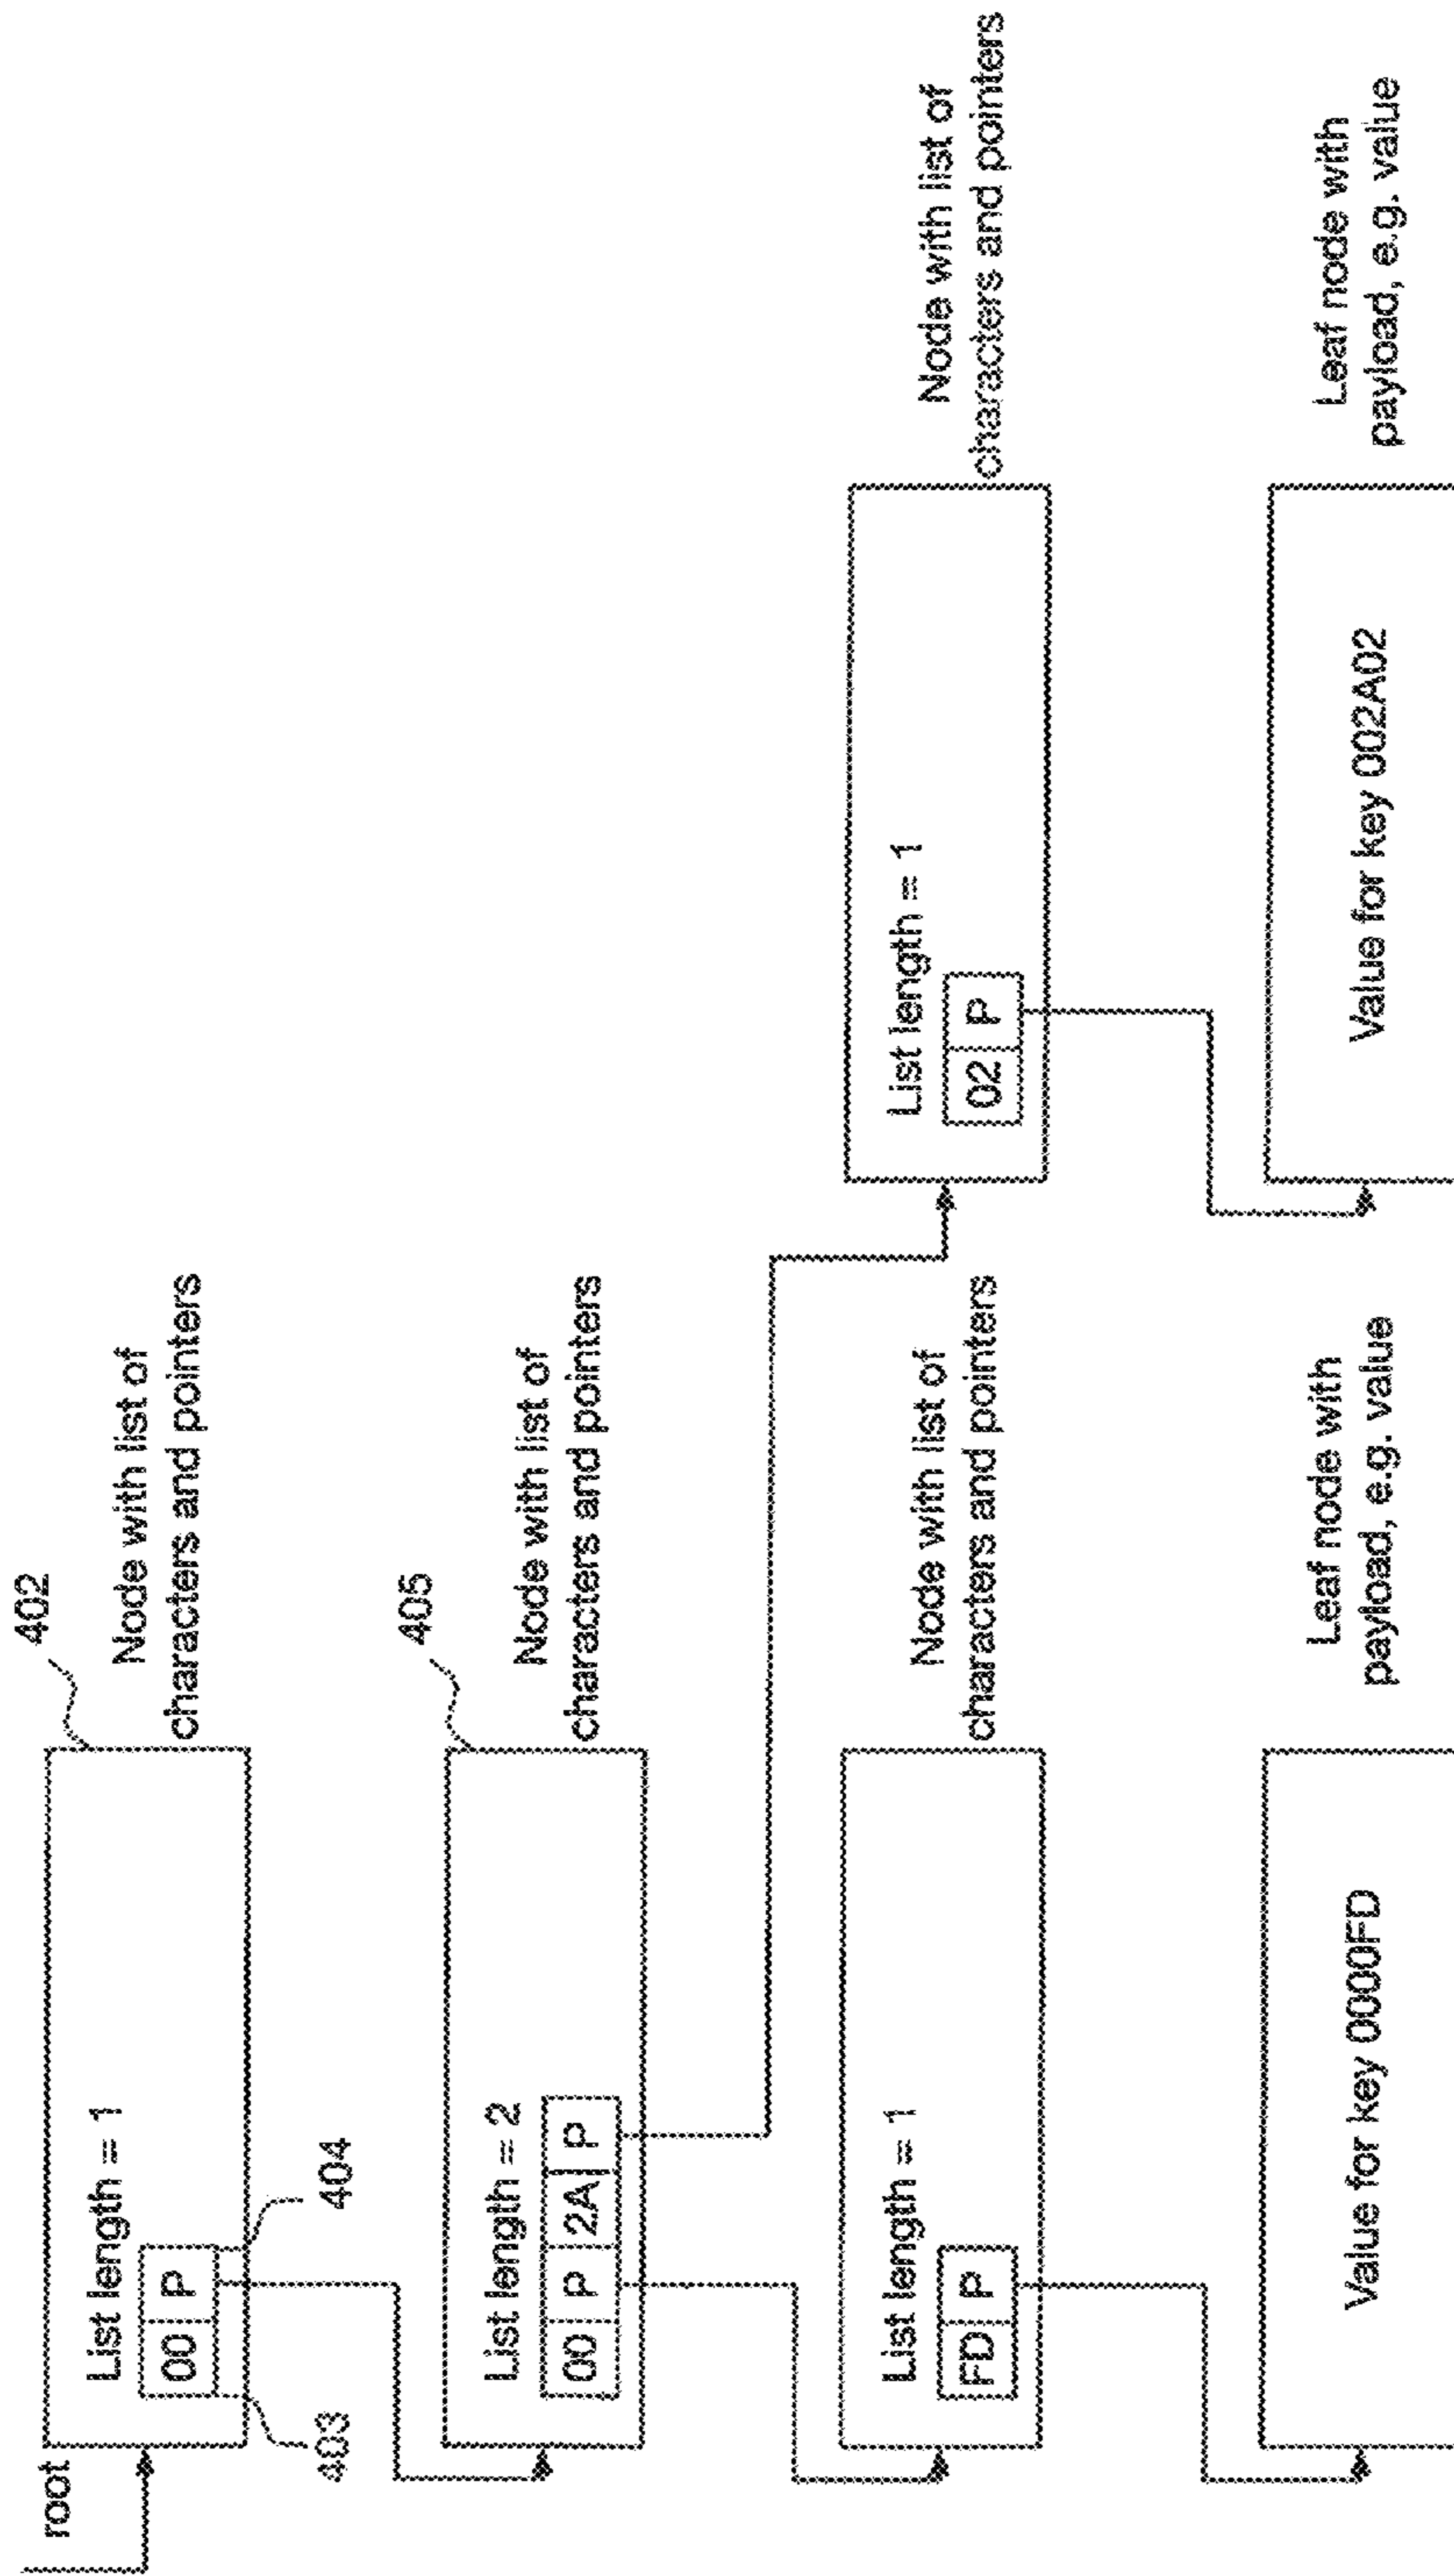 root
402
List length = 1
00 P
403
404
Node with list of
characters and pointers
405
List length = 2
00 P 2A P
Node with list of
characters and pointers
List length = 1
FD P
Node with list of
characters and pointers
List length = 1
02 P
Node with list of
characters and pointers
Value for key 0000FD
Leaf node with
payload, e.g. value
Value for key 002A02
Leaf node with
payload, e.g. value